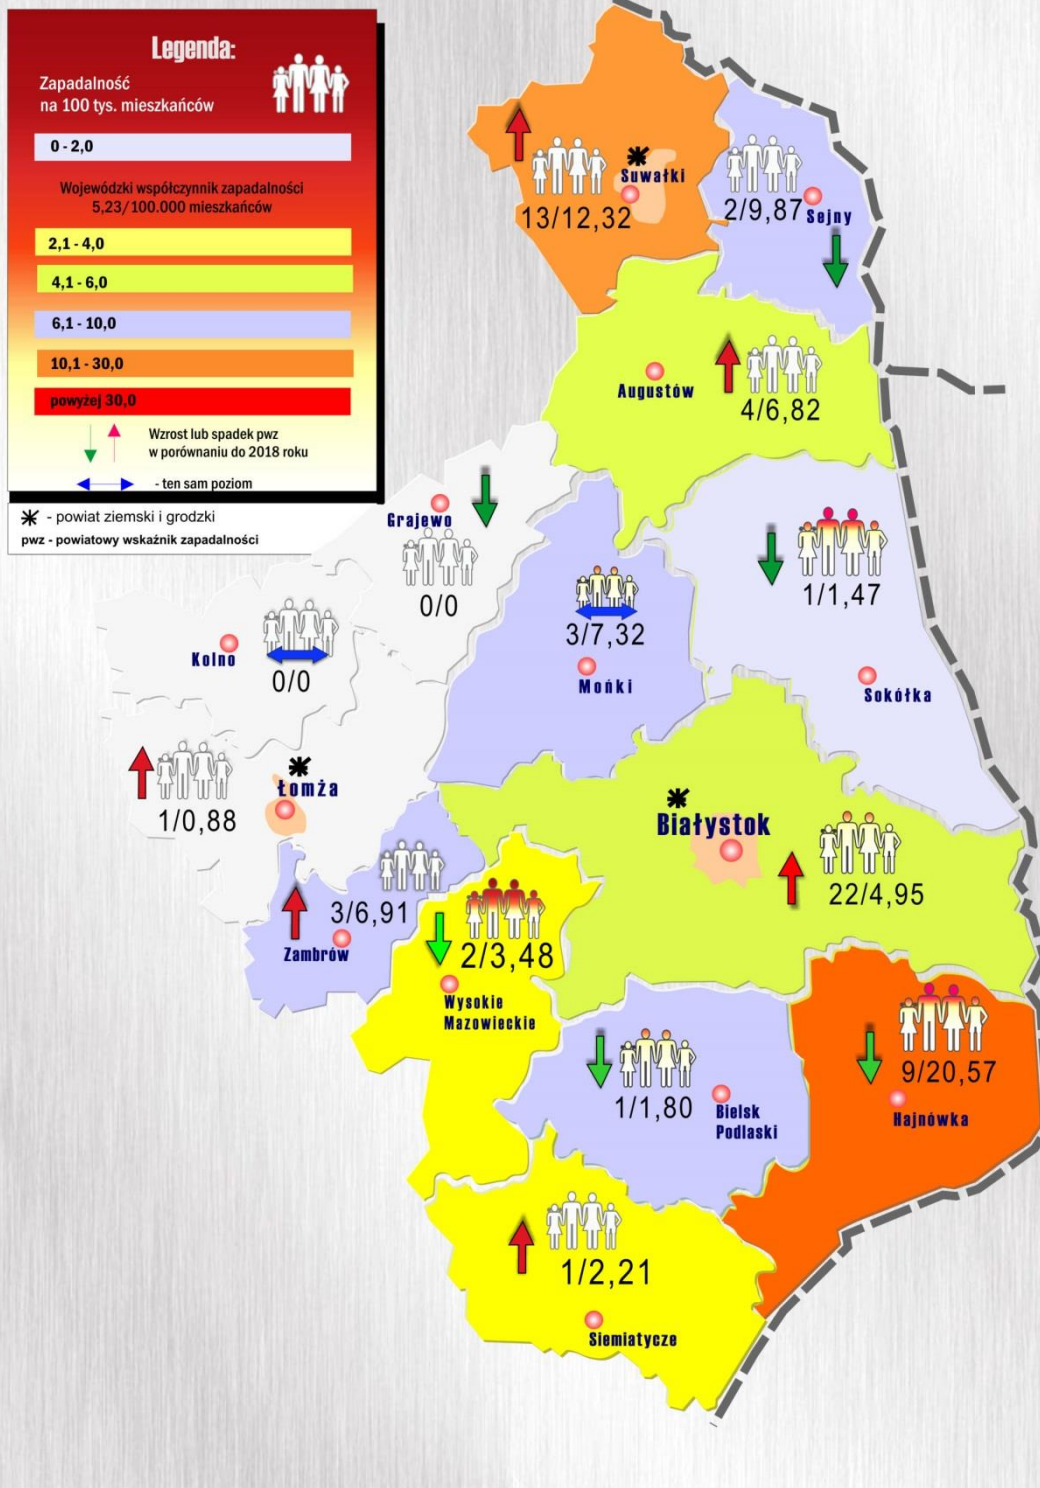 Legenda:
Zapadalność
na 100 tys. mieszkańców
0 - 2,0
Wojewódzki współczynnik zapadalności
5,23/100.000 mieszkańców
2,1 - 4,0
4,1 - 6,0
6,1 - 10,0
10,1 - 30,0
powyżej 30,0
Wzrost lub spadek pwz
w porównaniu do 2018 roku
- ten sam poziom
- powiat ziemski i grodzki
pwz - powiatowy wskaźnik zapadalności
Suwałki
13/12,32
2/9,87
Sejny
Augustów
4/6,82
Grajewo
0/0
1/1,47
Sokółka
3/7,32
Mońki
Kolno
0/0
1/0,88
Łomża
Białystok
22/4,95
3/6,91
Zambrów
2/3,48
Wysokie
Mazowieckie
1/1,80
Bielsk
Podlaski
9/20,57
Hajnówka
1/2,21
Siemiatycze